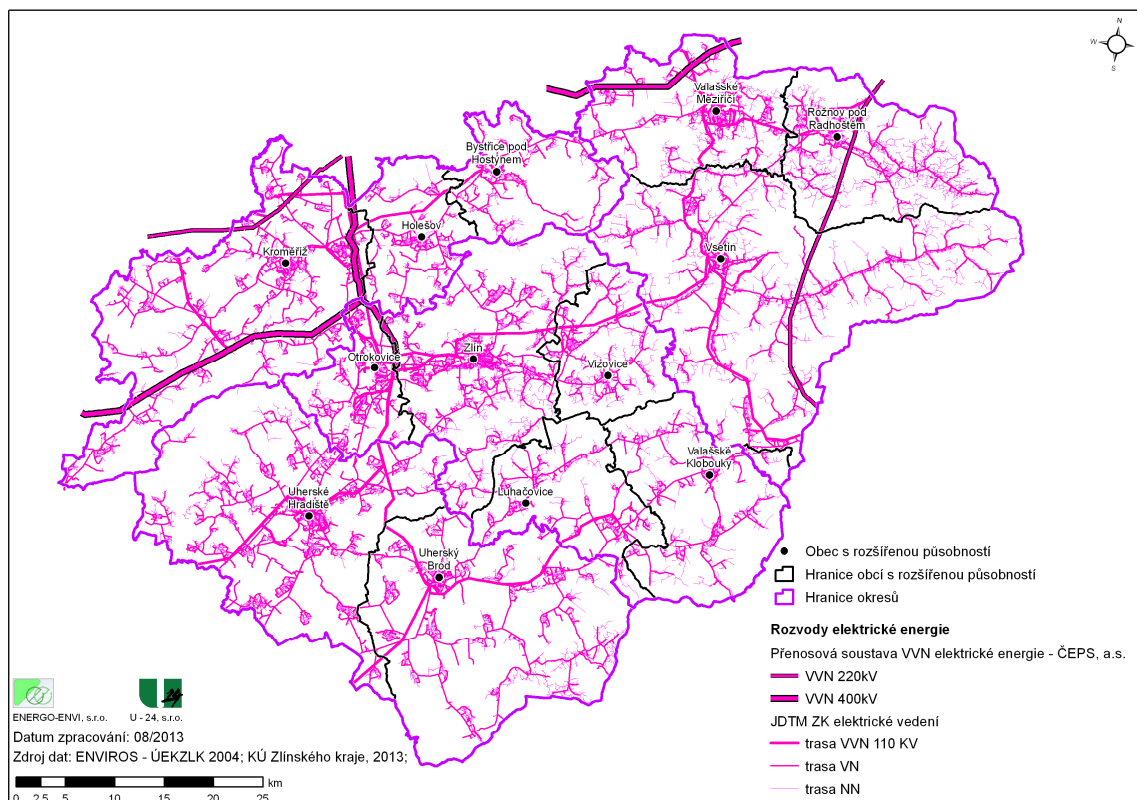 N
W
S
Valašské
Meziříčí
Rožnov pod
Radhoštěm
Bystřice pod
Hostýnem
Holešov
Kroměříž
Vsetín
Otrokovice
Zlín
Vizovice
Valašské
Klobouky
Luhačovice
Uherské
Hradiště
Uherský
Brod
Obec s rozšířenou působností
Hranice obcí s rozšířenou působností
Hranice okresů
Rozvody elektrické energie
Přenosová soustava VVN elektrické energie - ČEPS, a.s.
VVN 220kV
VVN 400kV
JDTM ZK elektrické vedení
trasa VVN 110 KV
trasa VN
trasa NN
ENERGO-ENVI, s.r.o.
U - 24, s.r.o.
Datum zpracování: 08/2013
Zdroj dat: ENVIROS - ÚEKZLK 2004; KÚ Zlínského kraje, 2013;
km
0 2,5 5 10 15 20 25